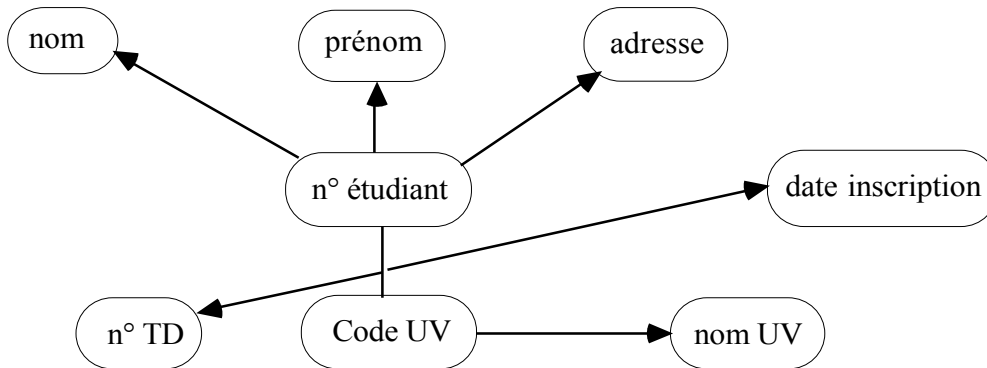 nom
prénom
adresse
n° étudiant
date inscription
n° TD
Code UV
nom UV